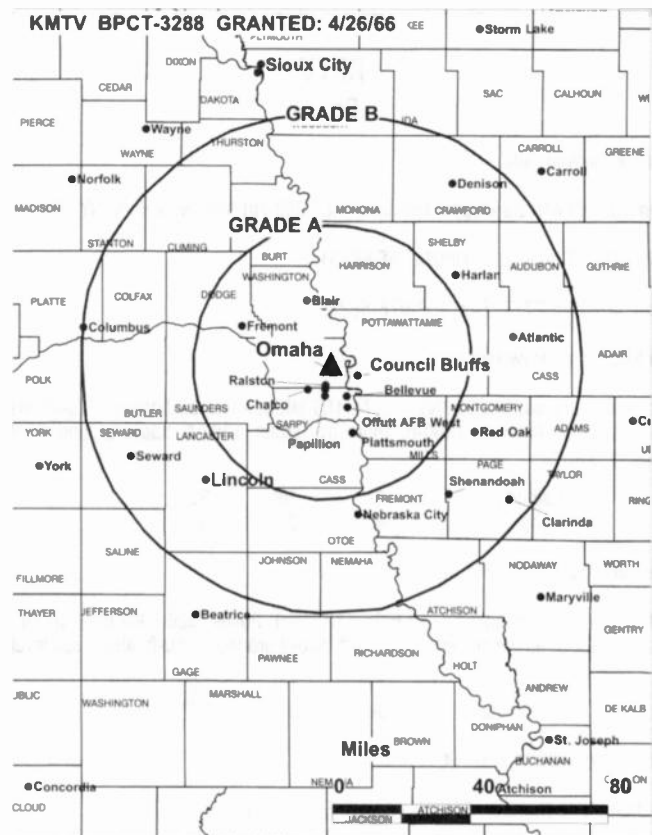 KMTV BPCT-3288 GRANTED: 4/26/66
KEE
Storm Lake
PLYMOUTH
DIXON
Sioux City
CEDAR
DAKOTA
SAC
CALHOUN
PIERCE
GRADE B
IDA
Wayne
WAYNE
THURSTON
CARROLL
GREENE
Carroll
Norfolk
Denison
MADISON
MONONA
CRAWFORD
GRADE A
STANTON
CUMING
BURT
SHELBY
HARRISON
AUDUBON
GUTHRIE
WASHINGTON
Harlan
PLATTE
COLFAX
DODGE
Blair
POTTAWATTAMIE
Columbus
Fremont
Atlantic
Omaha
ADAIR
Council Bluffs
CASS
POLK
Ralston
Bellevue
Chalco
BUTLER
SAUNDERS
Offutt AFB West
MONTGOMERY
ADAMS
YORK
SEWARD
LANCASTER
SARPY
Papillion
Plattsmouth
Red Oak
MILLS
York
Seward
PAGE
Shenandoah
TAYLOR
RING
Lincoln
CASS
FREMONT
Nebraska City
Clarinda
OTOE
SALINE
JOHNSON
NEMAHA
NODAWAY
WORTH
FILLMORE
THAYER
JEFFERSON
Beatrice
ATCHISON
Maryville
GENTRY
GAGE
PAWNEE
RICHARDSON
HOLT
ANDREW
JBLIC
WASHINGTON
MARSHALL
DE KALB
DONIPHAN
Miles
BROWN
St. Joseph
BUCHANAN
Concordia
NEMAHA
0
40
Atchison
80
CLOUD
ATCHISON
JACKSON